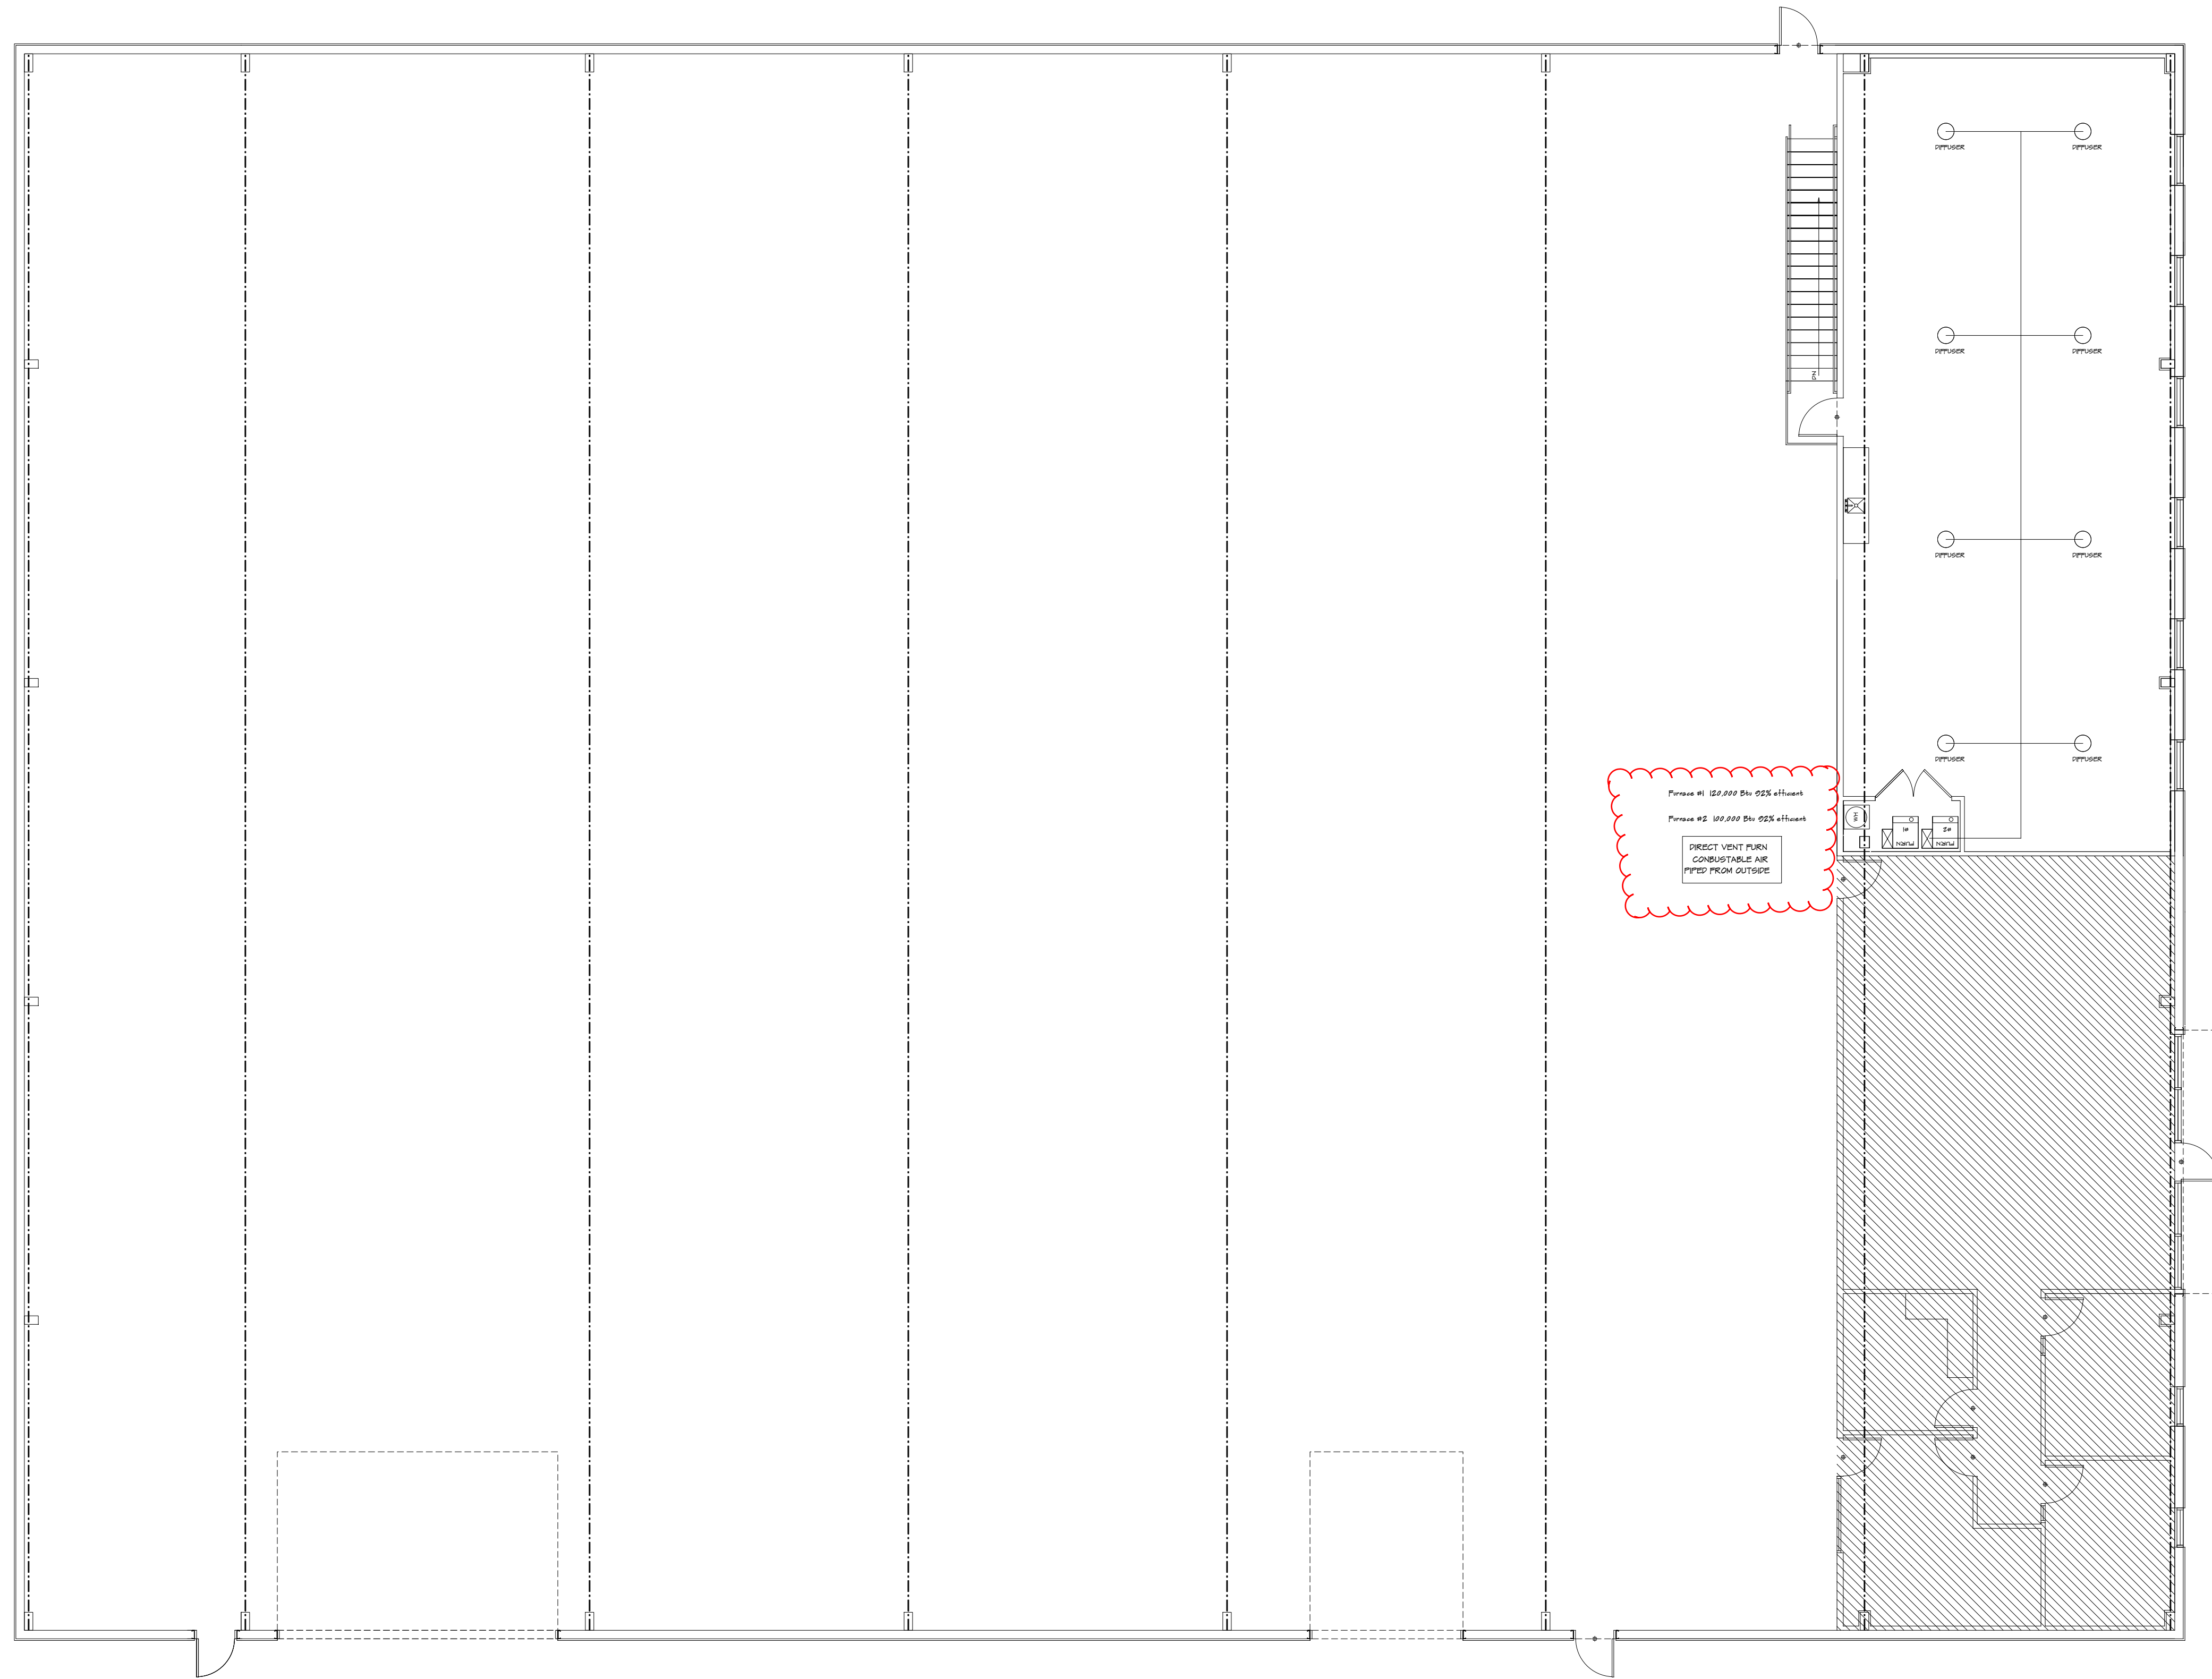 DIFFUSER DIFFUSER
DIFFUSER DIFFUSER
DN
DIFFUSER DIFFUSER
DIFFUSER DIFFUSER
Furnace #1 120,000 Btu 92% efficient
Furnace #2 100,000 Btu 92% efficient
DIRECT VENT FURN
CONBUSTABLE AIR
PIPED FROM OUTSIDE
H.W.
#1
FURN
#2
FURN